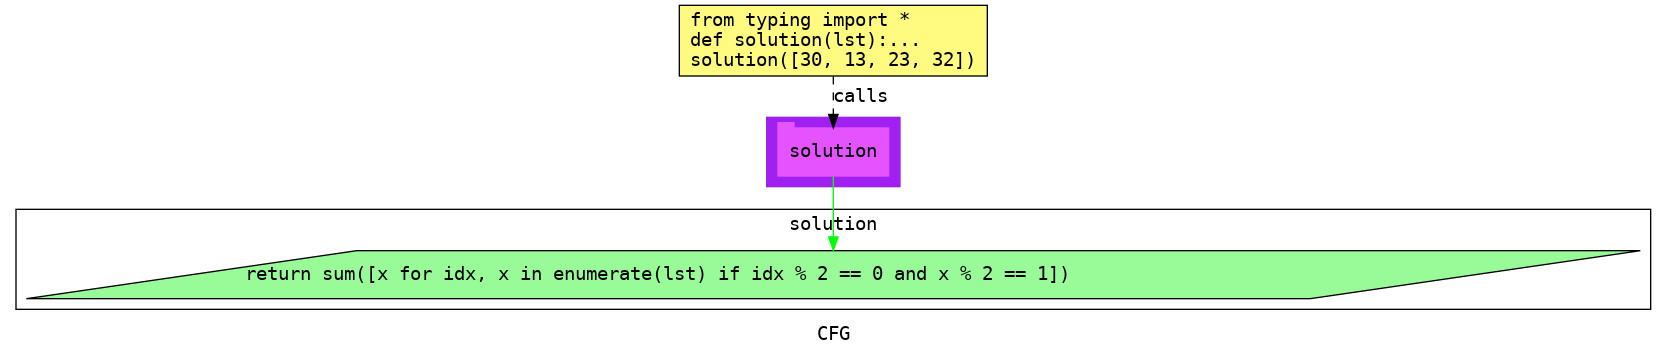 from typing import *
def solution(lst):...
solution([30, 13, 23, 32])
calls
solution
solution
return sum([x for idx, x in enumerate(lst) if idx % 2 == 0 and x % 2 == 1])
CFG